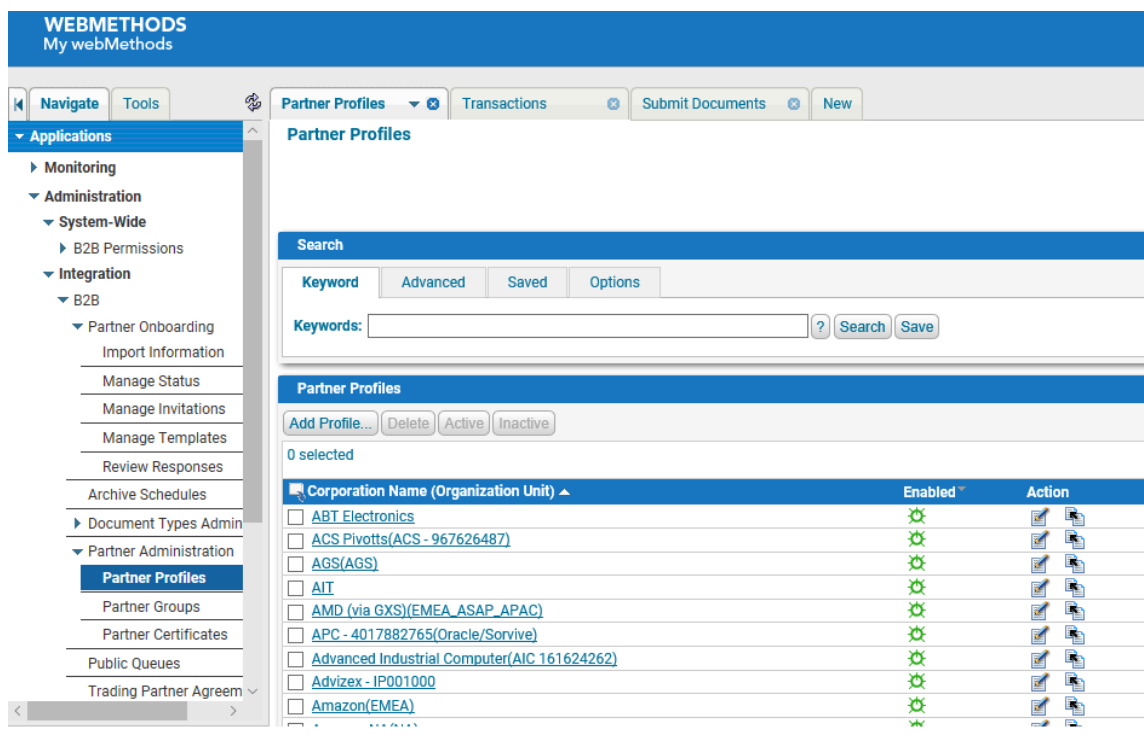 WEBMETHODS
My webMethods
Navigate
Tools
Partner Profiles
Transactions
Submit Documents
New
Applications
Monitoring
Administration
System-Wide
B2B Permissions
Integration
B2B
Partner Onboarding
Import Information
Manage Status
Manage Invitations
Manage Templates
Review Responses
Archive Schedules
Document Types Admin
Partner Administration
Partner Profiles
Partner Groups
Partner Certificates
Public Queues
Trading Partner Agreem
Partner Profiles
Search
Keyword Advanced Saved Options
Keywords: ? Search Save
Partner Profiles
Add Profile... Delete Active Inactive
0 selected
Corporation Name (Organization Unit) Enabled Action
ABT Electronics
ACS Pivotts(ACS - 967626487)
AGS(AGS)
AIT
AMD (via GXS)(EMEA_ASAP_APAC)
APC - 4017882765(Oracle/Sorvive)
Advanced Industrial Computer(AIC 161624262)
Advizex - IP001000
Amazon(EMEA)